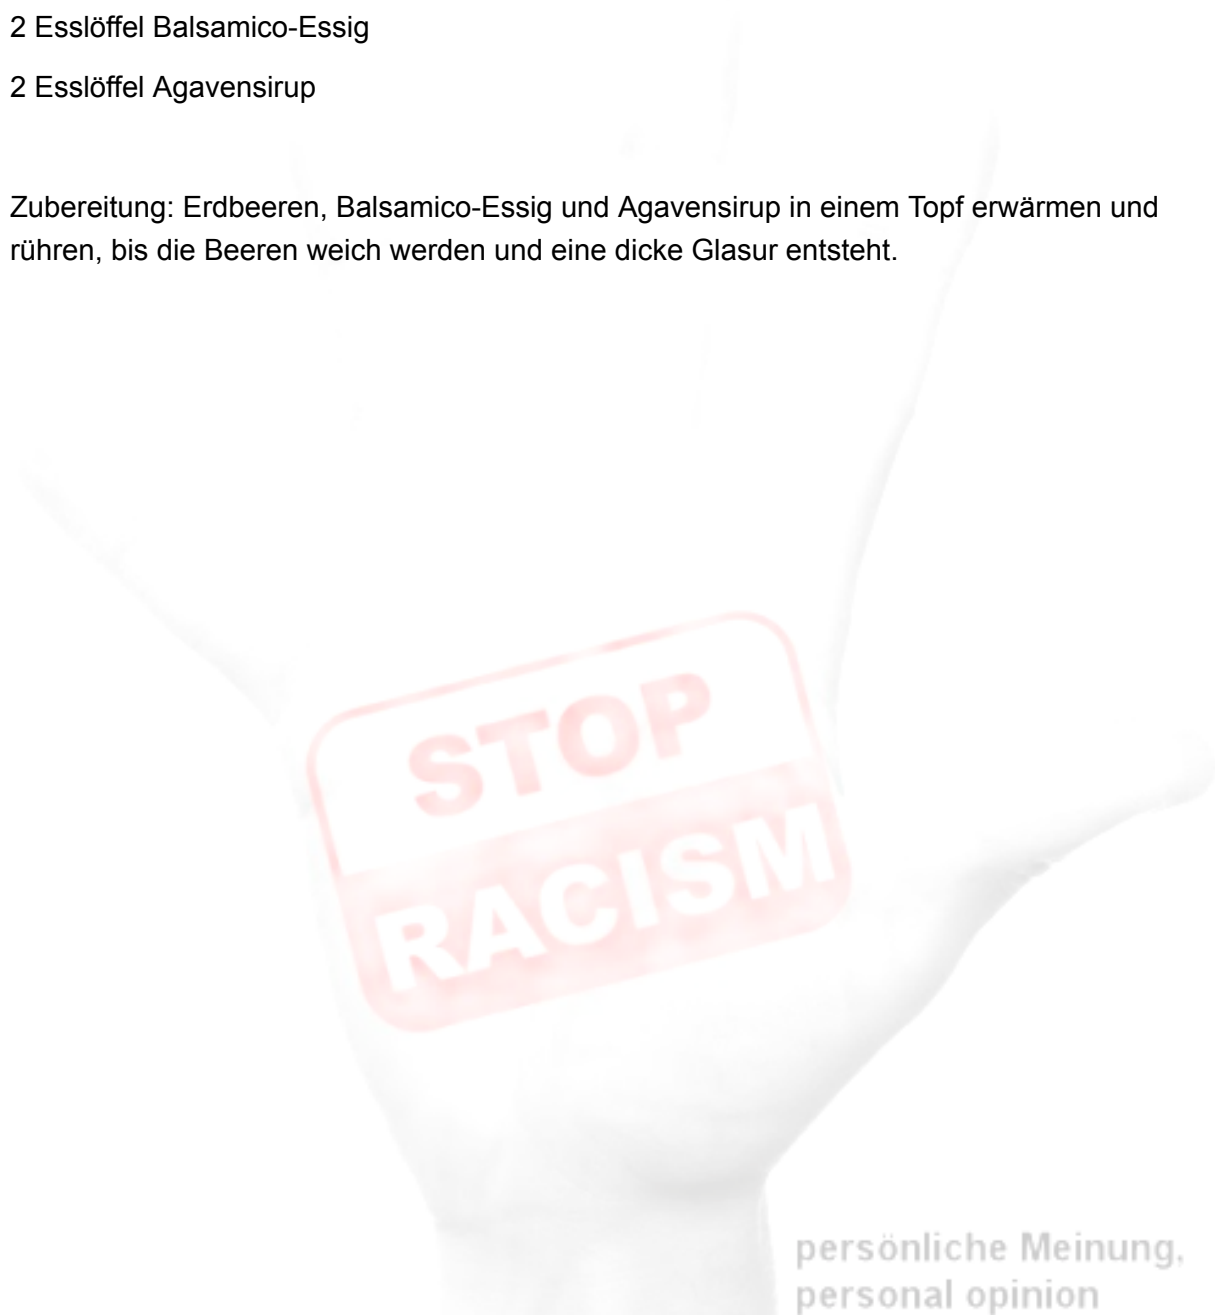 2 Esslöffel Balsamico-Essig
2 Esslöffel Agavensirup
Zubereitung: Erdbeeren, Balsamico-Essig und Agavensirup in einem Topf erwärmen und
rühren, bis die Beeren weich werden und eine dicke Glasur entsteht.
STOP
RACISM
persönliche Meinung,
personal opinion